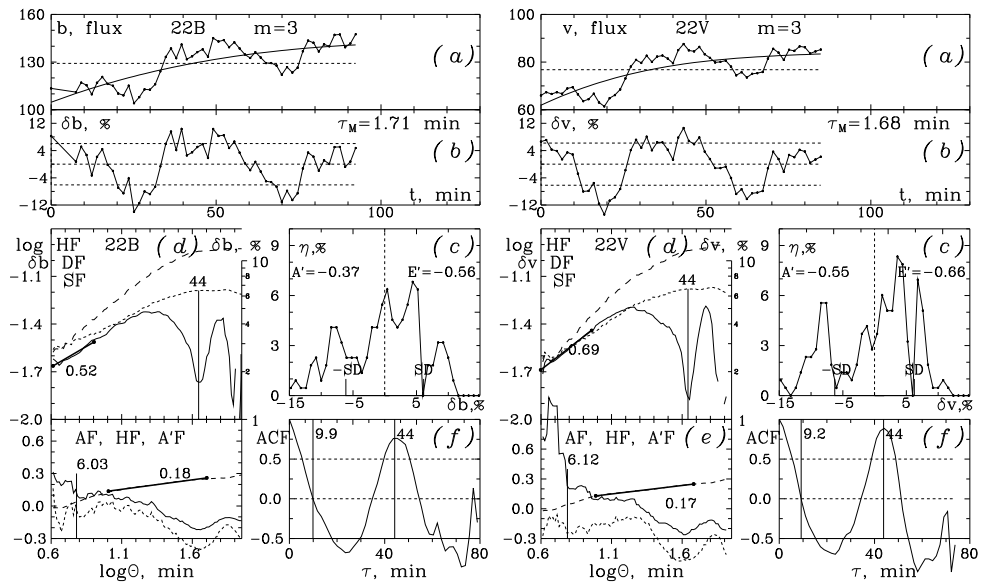 160 b, flux 22B m=3 (a)
130
100
12 δb, % τM=1.71 min
4 (b)
−4
−12 t, min
0 50 100
100 v, flux 22V m=3 (a)
80
60
12 δv, % τM=1.68 min
4 (b)
−4
−12 t, min
0 50 100
log HF 22B (d) δb, %
δb DF
SF
−1.1
−1.4
−1.7
−2.0
10
8
6
4
2
1
44
0.52
9 η,% (c)
A'=−0.37 E'=−0.56
6
3
0
−SD SD
−15 −5 5 δb,%
log HF 22V (d) δv, %
δv DF
SF
−1.1
−1.4
−1.7
−2.0
10
8
6
4
2
1
44
0.69
9 η,% (c)
A'=−0.55 E'=−0.66
6
3
0
−SD SD
−15 −5 5 δv,%
AF, HF, A'F
0.6
0.3
0.0
−0.3
6.03 0.18
0.6 1.1 1.6
logΘ, min
ACF 9.9 44 (f)
0.5
0.0
−0.5
0 40 80
τ, min
AF, HF, A'F (e)
0.6
0.3
0.0
−0.3
6.12 0.17
0.6 1.1 1.6
logΘ, min
ACF 9.2 44 (f)
0.5
0.0
−0.5
0 40 80
τ, min